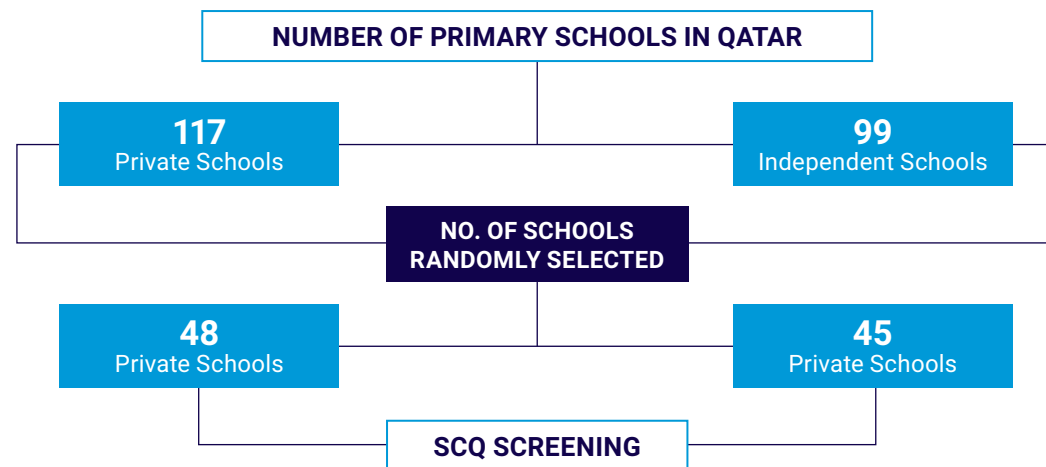 NUMBER OF PRIMARY SCHOOLS IN QATAR
117
Private Schools
99
Independent Schools
NO. OF SCHOOLS
RANDOMLY SELECTED
48
Private Schools
45
Private Schools
SCQ SCREENING